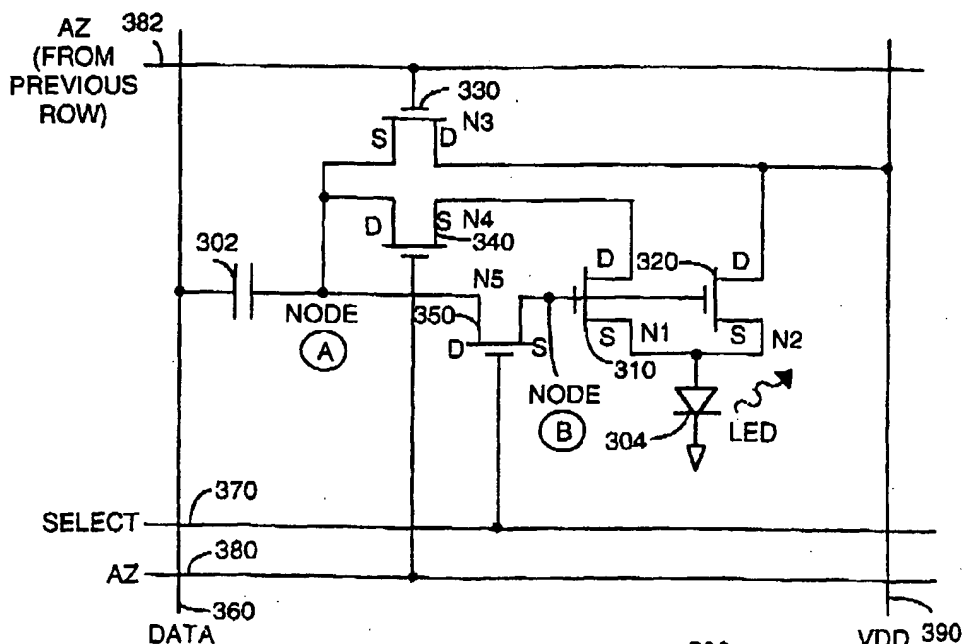 AZ
(FROM
PREVIOUS
ROW)
382
330
N3
S
D
D
S
N4
340
302
N5
D
320
D
NODE
A
350
D
S
S
N1
S
N2
310
NODE
B
304
LED
SELECT
370
380
AZ
360
DATA
VDD
390